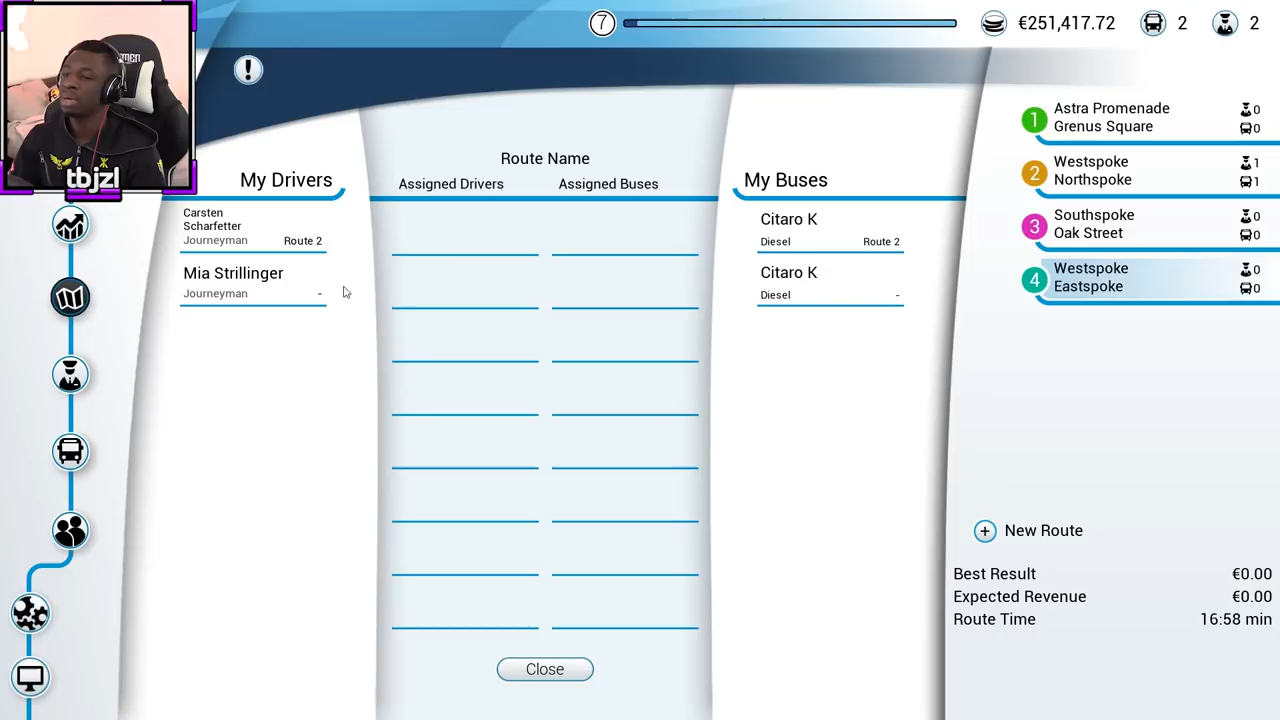 7
€251,417.72
2
2
tbjzl
My Drivers
Carsten
Scharfetter
Journeyman
Route 2
Mia Strillinger
Journeyman
-
Route Name
Assigned Drivers
Assigned Buses
Close
My Buses
Citaro K
Diesel
Route 2
Citaro K
Diesel
-
1
Astra Promenade
Grenus Square
0
0
2
Westspoke
Northspoke
1
1
3
Southspoke
Oak Street
0
0
4
Westspoke
Eastspoke
0
0
+ New Route
Best Result €0.00
Expected Revenue €0.00
Route Time 16:58 min